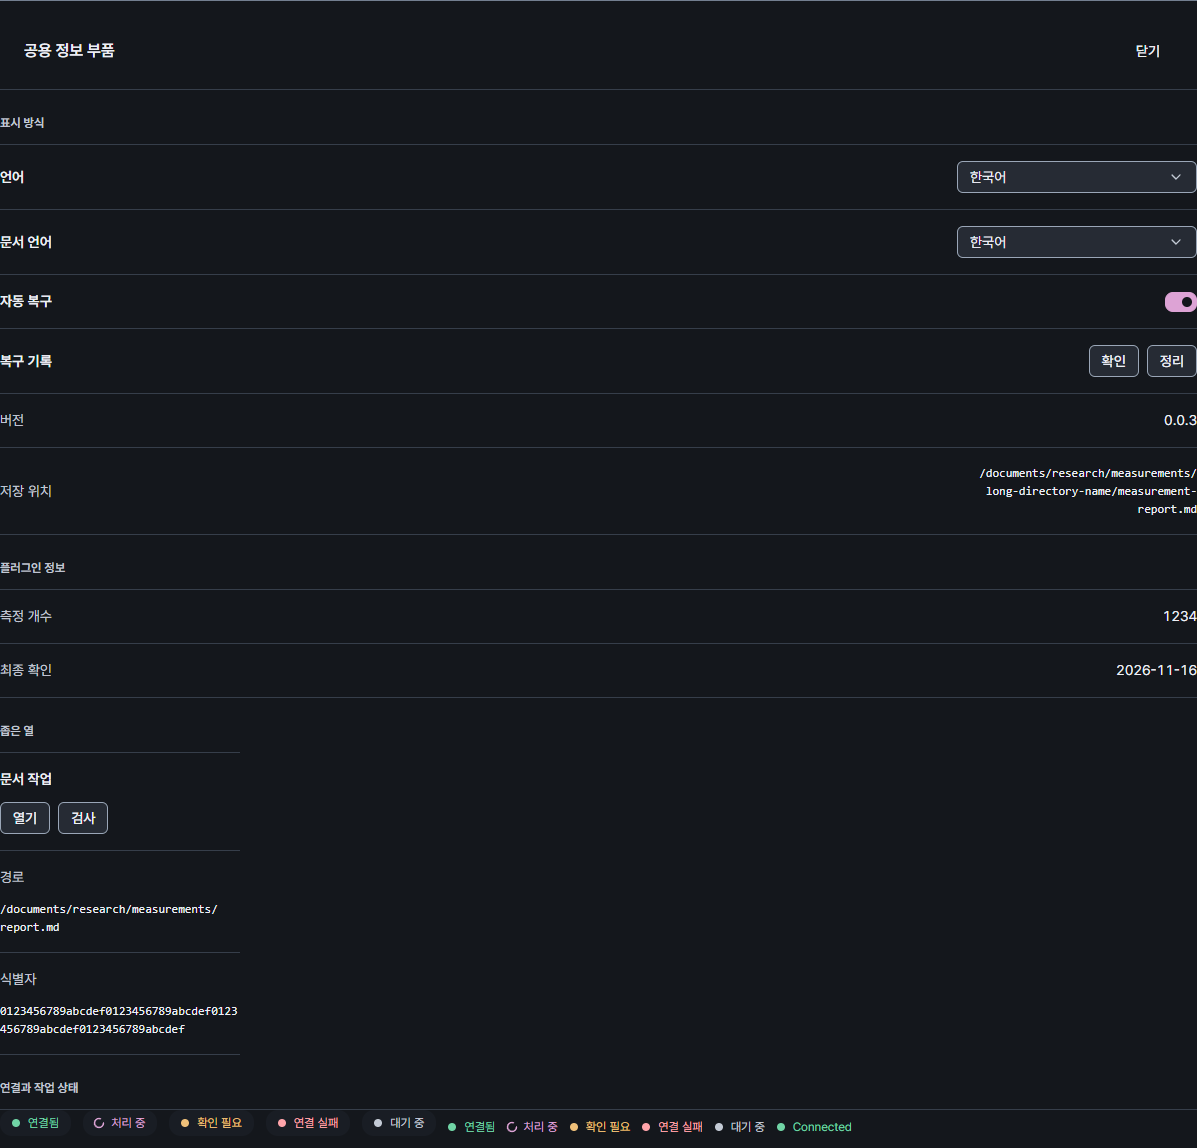 공용 정보 부품
닫기
표시 방식
언어
한국어
문서 언어
한국어
자동 복구
복구 기록
확인 정리
버전
0.0.3
저장 위치
/documents/research/measurements/
long-directory-name/measurement-
report.md
플러그인 정보
측정 개수
1234
최종 확인
2026-11-16
좁은 열
문서 작업
열기 검사
경로
/documents/research/measurements/
report.md
식별자
0123456789abcdef0123456789abcdef0123
456789abcdef0123456789abcdef
연결과 작업 상태
연결됨 처리 중 확인 필요 연결 실패 대기 중 연결됨 처리 중 확인 필요 연결 실패 대기 중 Connected